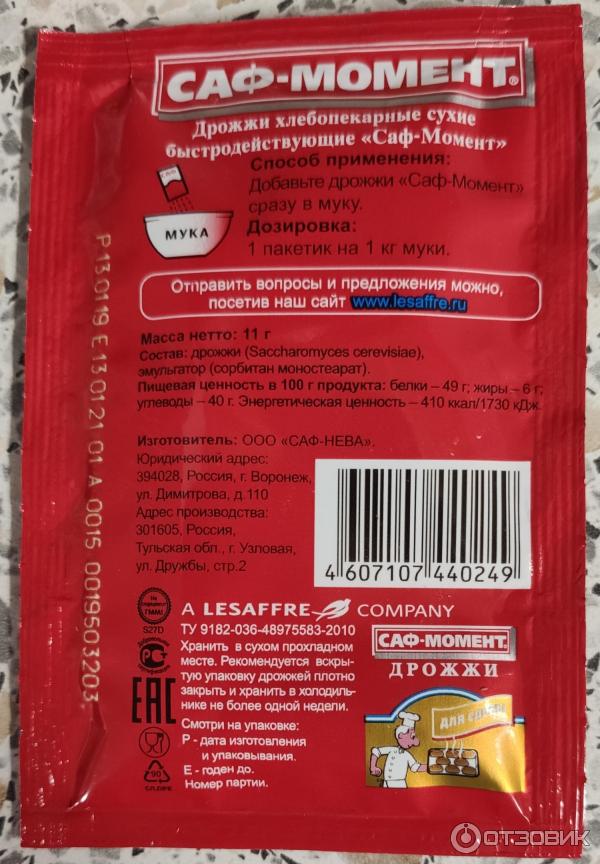 САФ-МОМЕНТ®
Дрожжи хлебопекарные сухие
быстродействующие «Саф-Момент»
Способ применения:
Добавьте дрожжи «Саф-Момент»
сразу в муку.
Дозировка:
1 пакетик на 1 кг муки.
МУКА
Отправить вопросы и предложения можно,
посетив наш сайт www.lesaffre.ru
Масса нетто: 11 г
Состав: дрожжи (Saccharomyces cerevisiae),
эмульгатор (сорбитан моностеарат).
Пищевая ценность в 100 г продукта: белки – 49 г; жиры – 6 г;
углеводы – 40 г. Энергетическая ценность – 410 ккал/1730 кДж.
Изготовитель: ООО «САФ-НЕВА».
Юридический адрес:
394028, Россия, г. Воронеж,
ул. Димитрова, д.110
Адрес производства:
301605, Россия,
Тульская обл., г. Узловая,
ул. Дружбы, стр.2
4 607107 440249
P 13.01.19 E 13.01.21 01 A 0015 0019503203
A LESAFFRE COMPANY
ТУ 9182-036-48975583-2010
Хранить в сухом прохладном
месте. Рекомендуется вскры-
тую упаковку дрожжей плотно
закрыть и хранить в холодиль-
нике не более одной недели.
Смотри на упаковке:
P - дата изготовления
и упаковывания.
E - годен до.
Номер партии.
ГМИ!
S27D
EAC
90
C/LDPE
САФ-МОМЕНТ
ДРОЖЖИ
ДЛЯ СДОБЫ
ОТЗОВИК